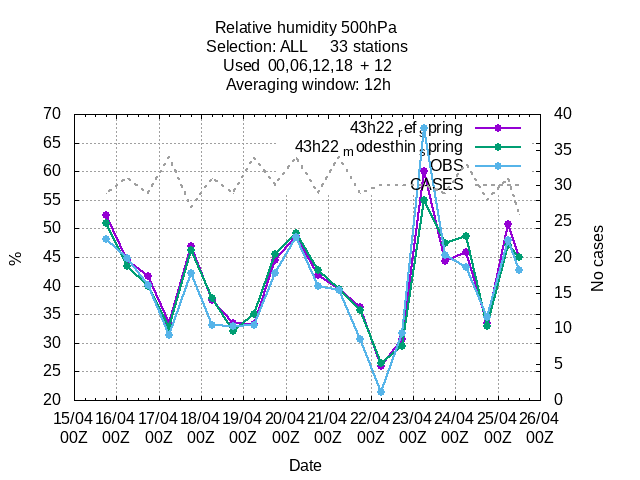 Relative humidity 500hPa
Selection: ALL 33 stations
Used 00,06,12,18 + 12
Averaging window: 12h
70
65
60
55
50
45
40
35
30
25
20
%
40
35
30
25
20
15
10
5
0
No cases
43h22_ref_spring
43h22_modesthin_spring
OBS
CASES
15/04 16/04 17/04 18/04 19/04 20/04 21/04 22/04 23/04 24/04 25/04 26/04
00Z 00Z 00Z 00Z 00Z 00Z 00Z 00Z 00Z 00Z 00Z 00Z
Date